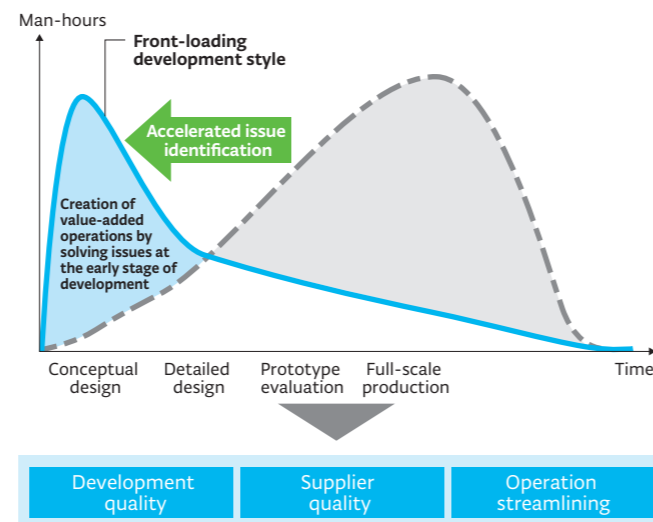 Man-hours
Front-loading
development style
Accelerated issue
identification
Creation of
value-added
operations by
solving issues at
the early stage of
development
Conceptual
design
Detailed
design
Prototype
evaluation
Full-scale
production
Time
Development
quality
Supplier
quality
Operation
streamlining